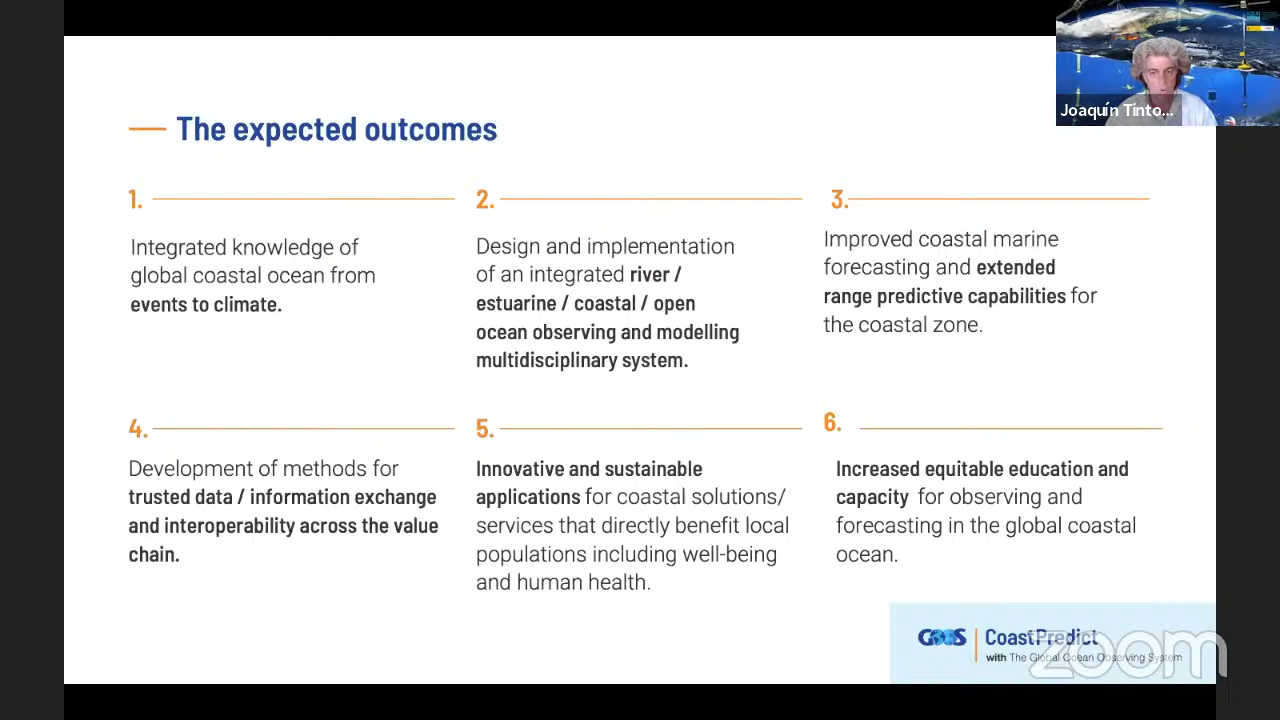 Joaquín Tinto...
The expected outcomes
1.
Integrated knowledge of
global coastal ocean from
events to climate.
2.
Design and implementation
of an integrated river /
estuarine / coastal / open
ocean observing and modelling
multidisciplinary system.
3.
Improved coastal marine
forecasting and extended
range predictive capabilities for
the coastal zone.
4.
Development of methods for
trusted data / information exchange
and interoperability across the value
chain.
5.
Innovative and sustainable
applications for coastal solutions/
services that directly benefit local
populations including well-being
and human health.
6.
Increased equitable education and
capacity for observing and
forecasting in the global coastal
ocean.
GOOS
CoastPredict
with The Global Ocean Observing System
zoom